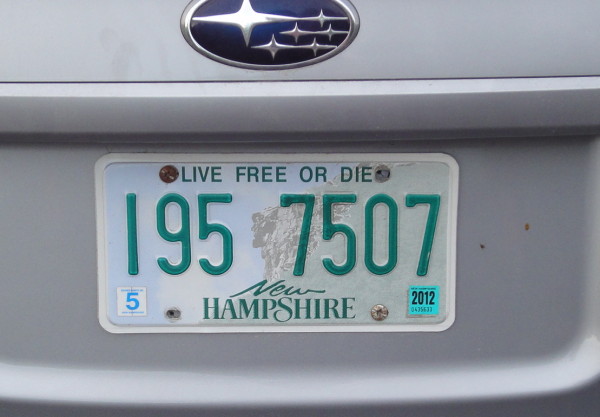 LIVE FREE OR DIE
195 7507
5
New
HAMPSHIRE
2012